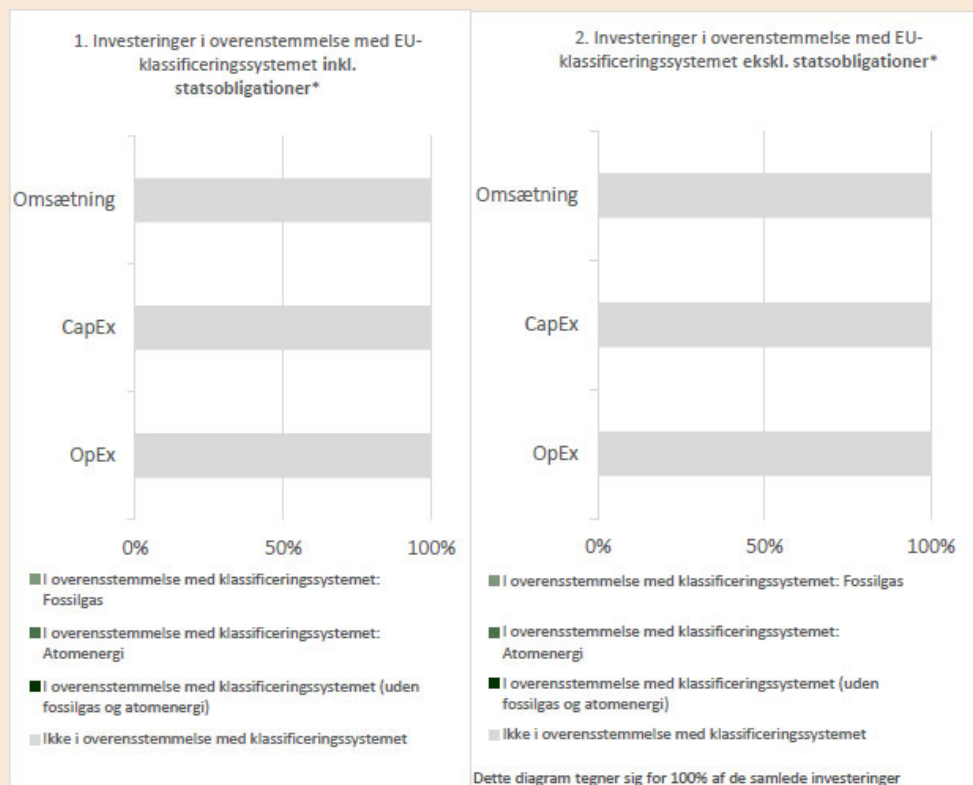 1. Investeringer i overenstemmelse med EU-
klassificeringssystemet inkl.
statsobligationer*
Omsætning
CapEx
OpEx
0%
50%
100%
I overensstemmelse med klassificeringssystemet:
Fossilgas
I overensstemmelse med klassificeringssystemet:
Atomenergi
I overensstemmelse med klassificeringssystemet (uden
fossilgas og atomenergi)
Ikke i overensstemmelse med klassificeringssystemet
2. Investeringer i overenstemmelse med EU-
klassificeringssystemet ekskl. statsobligationer*
Omsætning
CapEx
OpEx
0%
50%
100%
I overensstemmelse med klassificeringssystemet: Fossilgas
I overensstemmelse med klassificeringssystemet:
Atomenergi
I overensstemmelse med klassificeringssystemet (uden
fossilgas og atomenergi)
Ikke i overensstemmelse med klassificeringssystemet
Dette diagram tegner sig for 100% af de samlede investeringer